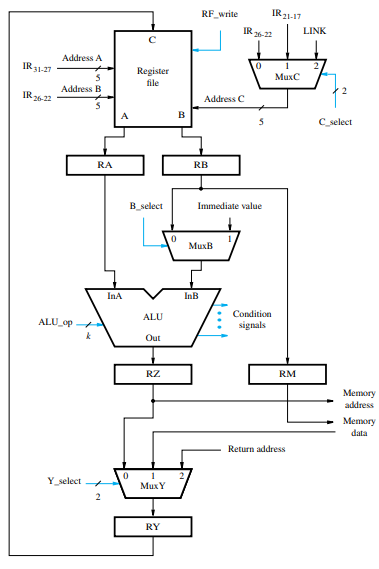 RF_write
IR21-17
IR26-22
LINK
C
0 1 2
MuxC
IR31-27
Address A
5
Register
file
IR26-22
Address B
5
Address C
5
2
C_select
A
B
RA
RB
B_select
Immediate value
0 1
MuxB
InA
InB
ALU
Condition
signals
ALU_op
k
Out
RZ
RM
Memory
address
Memory
data
Return address
Y_select
2
0 1 2
MuxY
RY